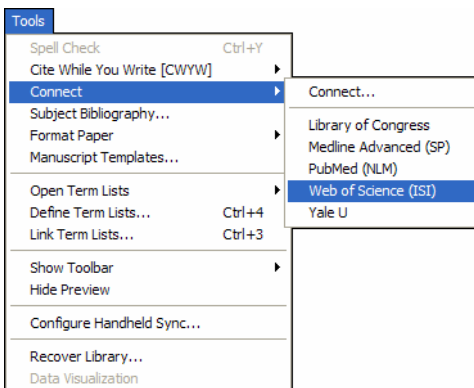 Tools
Spell Check Ctrl+Y
Cite While You Write [CWYW]
Connect
Subject Bibliography...
Format Paper
Manuscript Templates...
Open Term Lists
Define Term Lists... Ctrl+4
Link Term Lists... Ctrl+3
Show Toolbar
Hide Preview
Configure Handheld Sync...
Recover Library...
Data Visualization
Connect...
Library of Congress
Medline Advanced (SP)
PubMed (NLM)
Web of Science (ISI)
Yale U